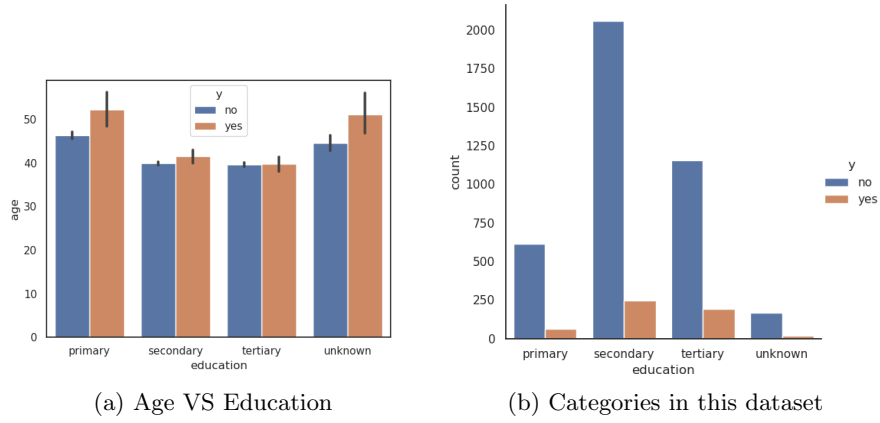 y
no
yes
50
40
30
20
10
0
age
primary
secondary
tertiary
unknown
education
(a) Age VS Education
2000
1750
1500
1250
1000
750
500
250
0
count
y
no
yes
primary
secondary
tertiary
unknown
education
(b) Categories in this dataset